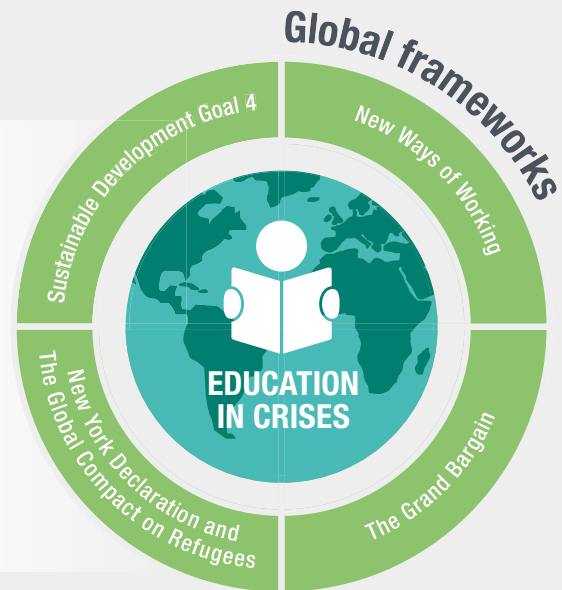 Global frameworks
Sustainable Development Goal 4
New Ways of Working
EDUCATION
IN CRISES
New York Declaration and
The Global Compact on Refugees
The Grand Bargain